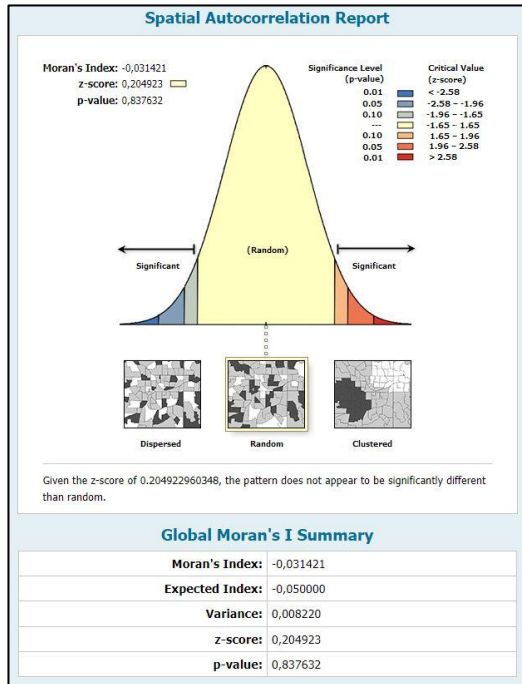 Spatial Autocorrelation Report
Moran's Index: -0,031421
z-score: 0,204923
p-value: 0,837632
Significance Level Critical Value
(p-value) (z-score)
0.01 < -2.58
0.05 -2.58 – -1.96
0.10 -1.96 – -1.65
--- -1.65 – 1.65
0.10 1.65 – 1.96
0.05 1.96 – 2.58
0.01 > 2.58
(Random)
Significant Significant
Dispersed Random Clustered
Given the z-score of 0.204922960348, the pattern does not appear to be significantly different
than random.
Global Moran's I Summary
Moran's Index: -0,031421
Expected Index: -0,050000
Variance: 0,008220
z-score: 0,204923
p-value: 0,837632